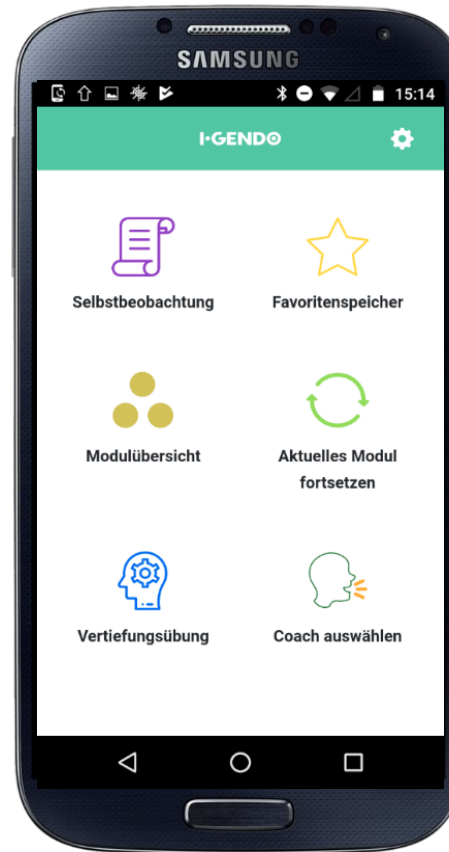 SAMSUNG
15:14
I·GENDO
Selbstbeobachtung
Favoritenspeicher
Modulübersicht
Aktuelles Modul
fortsetzen
Vertiefungsübung
Coach auswählen